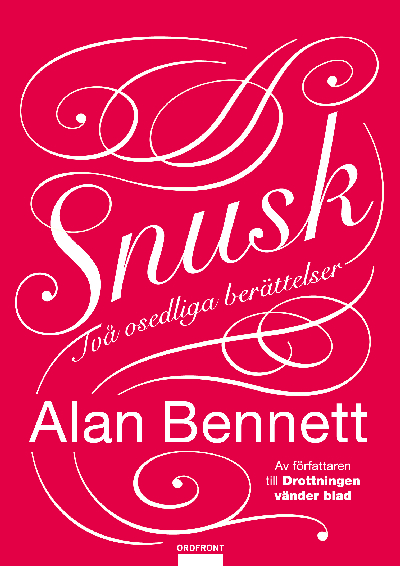 Snusk
Två osedliga berättelser
Alan Bennett
Av författaren
till Drottningen
vänder blad
ORDFRONT